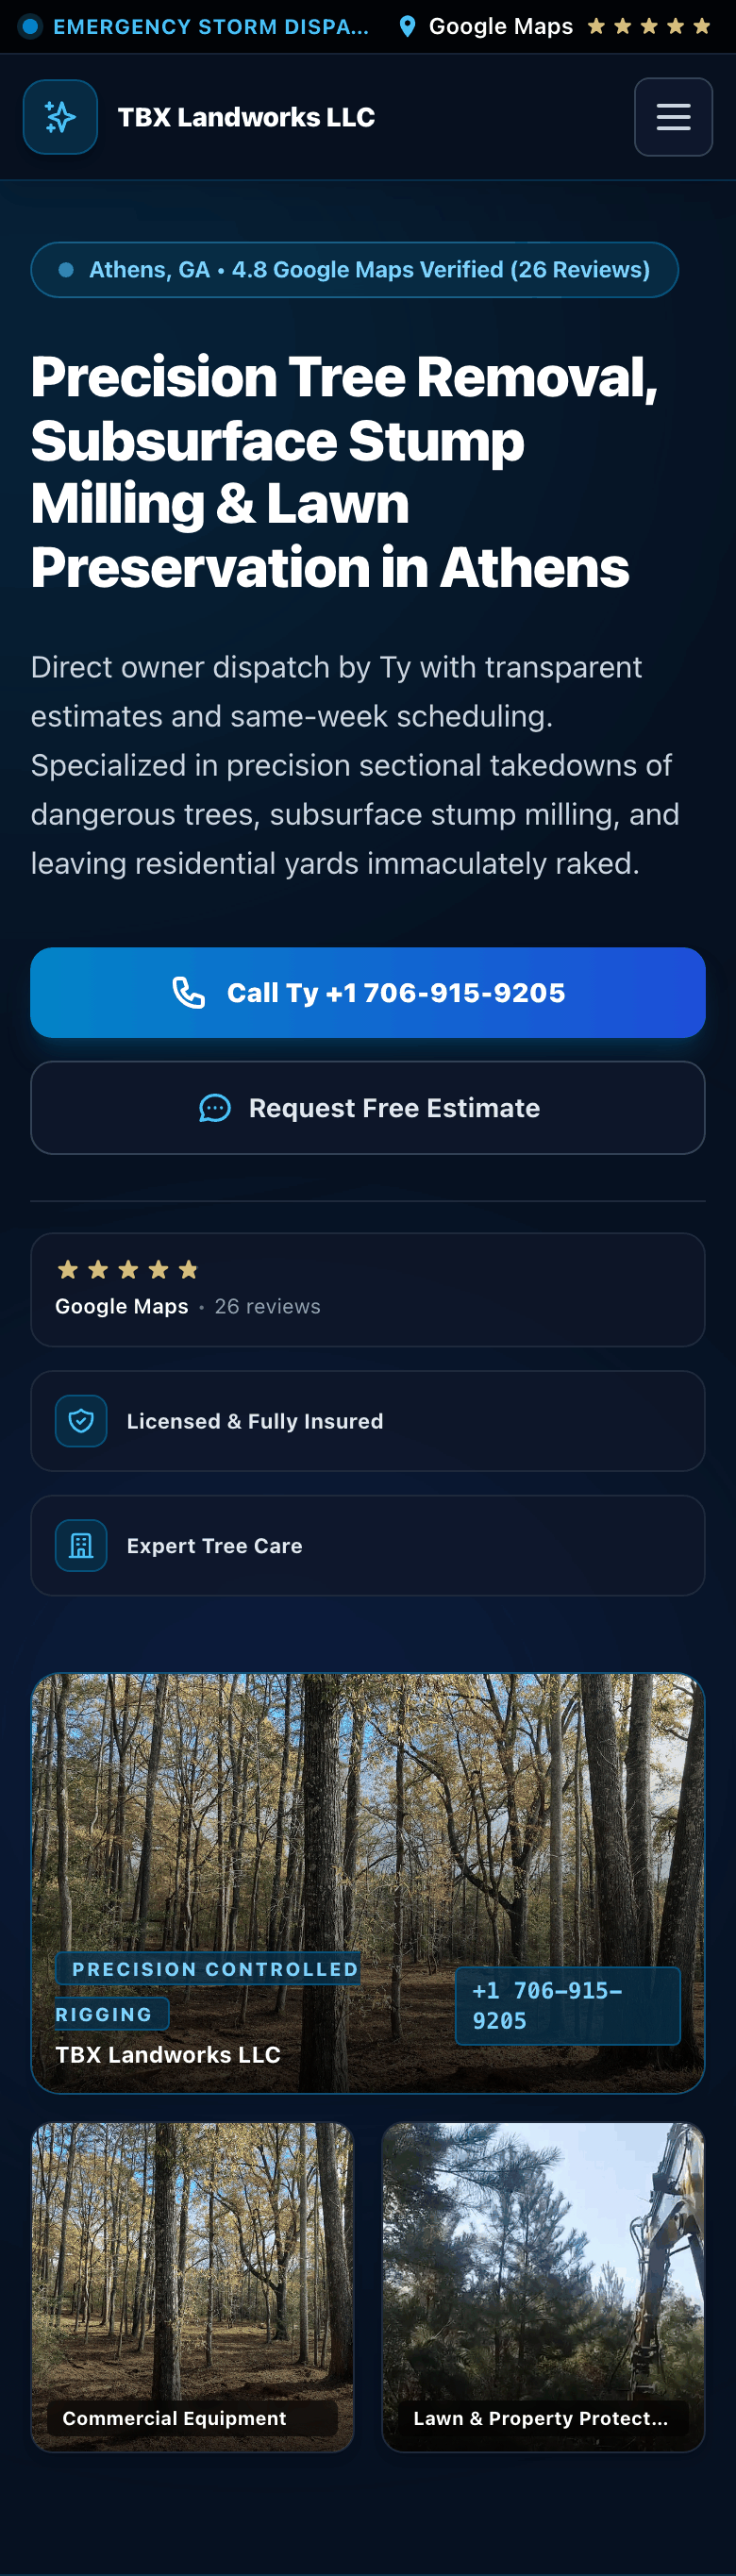 EMERGENCY STORM DISPA... Google Maps
TBX Landworks LLC
Athens, GA • 4.8 Google Maps Verified (26 Reviews)
Precision Tree Removal,
Subsurface Stump
Milling & Lawn
Preservation in Athens
Direct owner dispatch by Ty with transparent
estimates and same-week scheduling.
Specialized in precision sectional takedowns of
dangerous trees, subsurface stump milling, and
leaving residential yards immaculately raked.
Call Ty +1 706-915-9205
Request Free Estimate
Google Maps • 26 reviews
Licensed & Fully Insured
Expert Tree Care
PRECISION CONTROLLED
RIGGING
TBX Landworks LLC
+1 706-915-
9205
Commercial Equipment
Lawn & Property Protect...